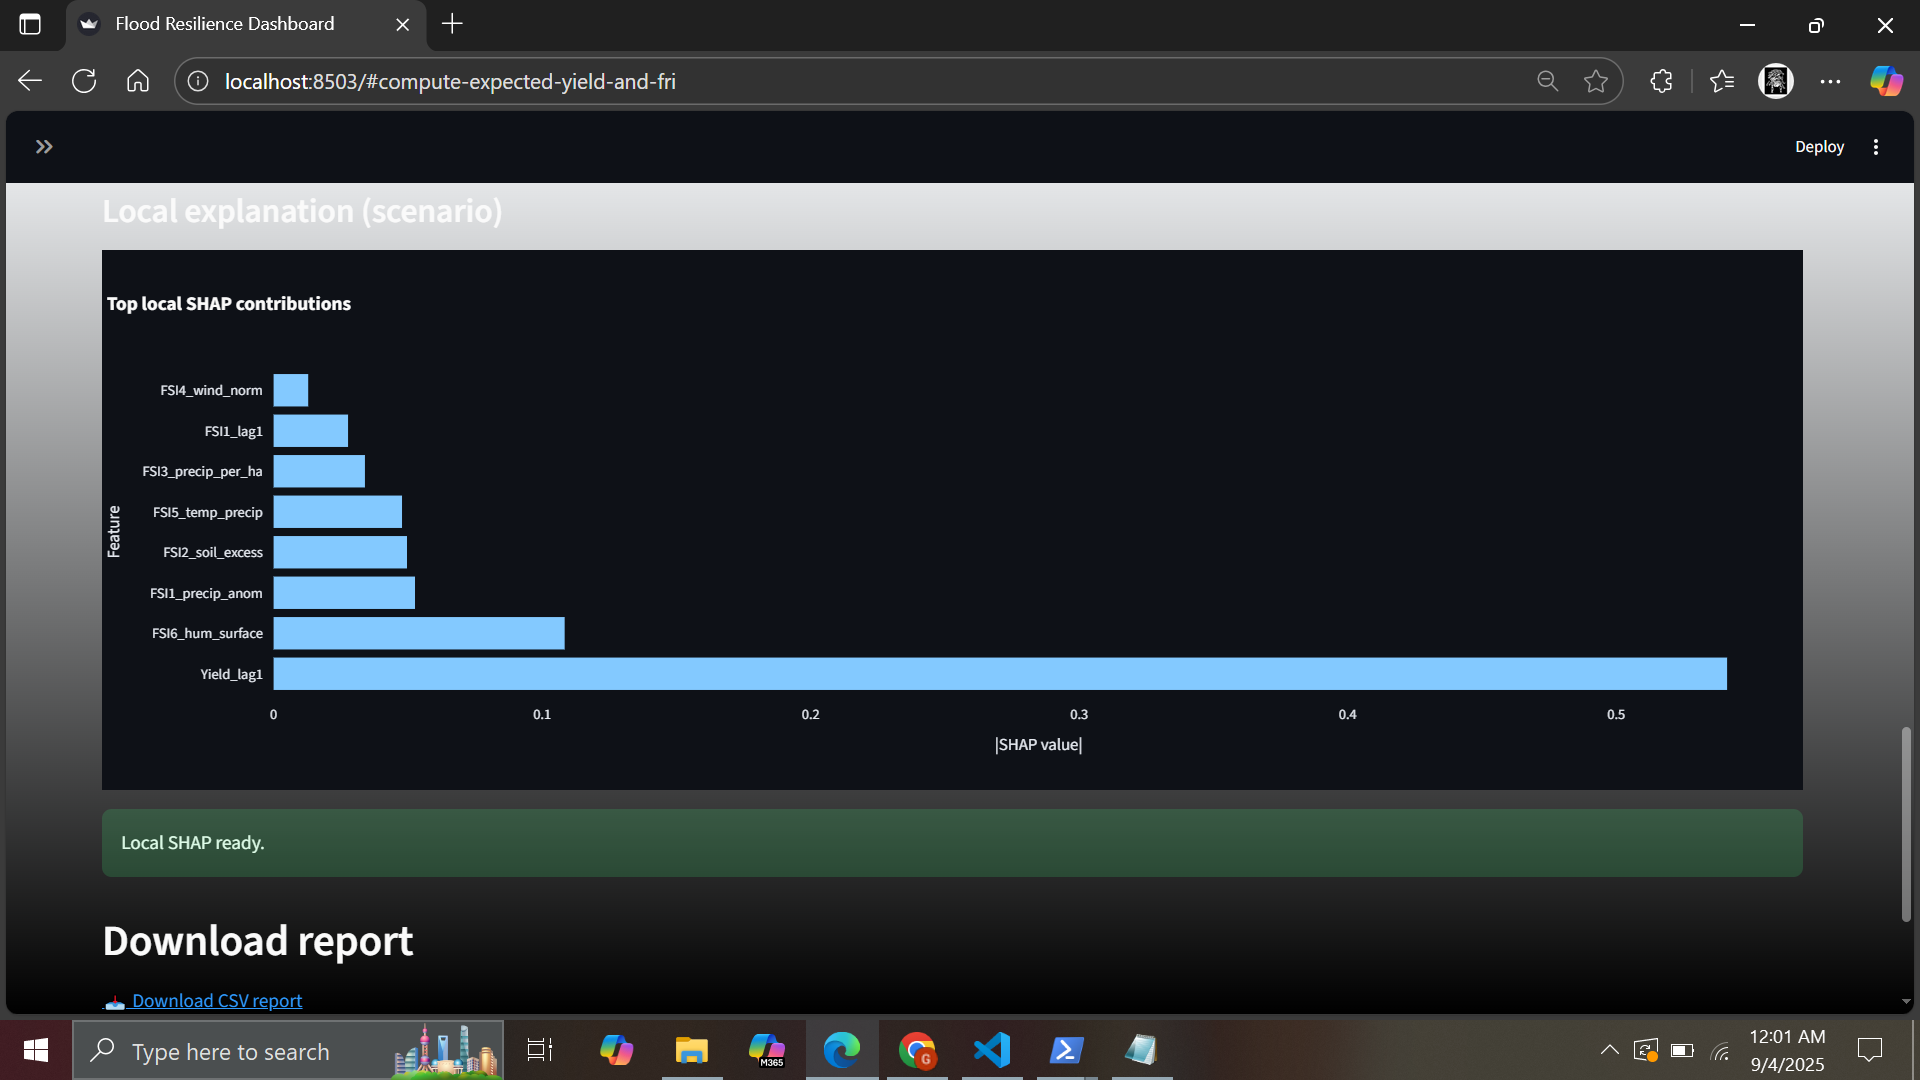 Flood Resilience Dashboard
localhost:8503/#compute-expected-yield-and-fri
Deploy
Local explanation (scenario)
Top local SHAP contributions
Feature
FSI4_wind_norm
FSI1_lag1
FSI3_precip_per_ha
FSI5_temp_precip
FSI2_soil_excess
FSI1_precip_anom
FSI6_hum_surface
Yield_lag1
0 0.1 0.2 0.3 0.4 0.5
|SHAP value|
Local SHAP ready.
Download report
Download CSV report
Type here to search
M365
G
12:01 AM
9/4/2025